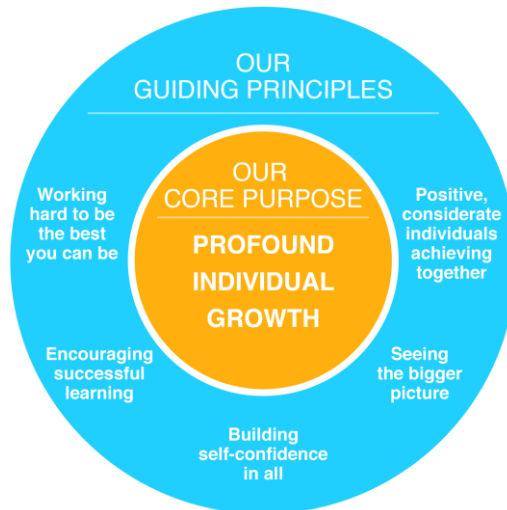 OUR
GUIDING PRINCIPLES
OUR
CORE PURPOSE
PROFOUND
INDIVIDUAL
GROWTH
Working
hard to be
the best
you can be
Positive,
considerate
individuals
achieving
together
Encouraging
successful
learning
Seeing
the bigger
picture
Building
self-confidence
in all